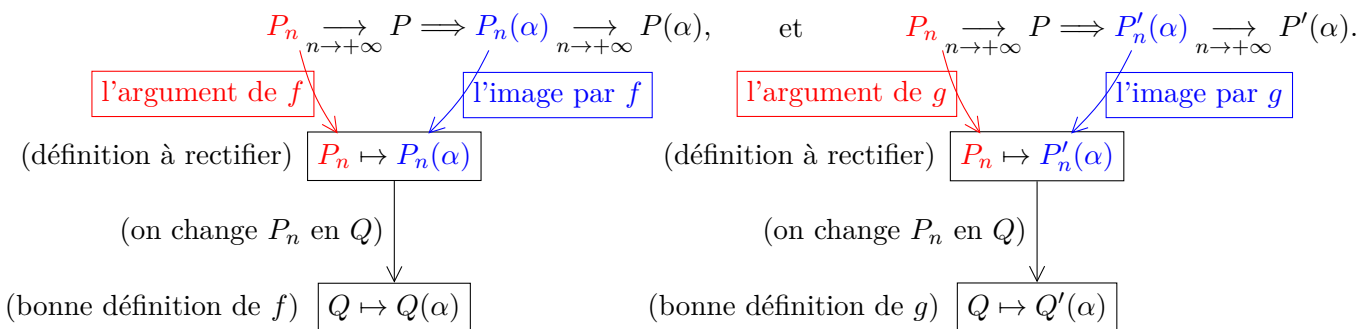 Pₙ ⟶ P ⟹ Pₙ(α) ⟶ P(α), et Pₙ ⟶ P ⟹ P′ₙ(α) ⟶ P′(α).
n→+∞ n→+∞ n→+∞ n→+∞
l'argument de f l'image par f l'argument de g l'image par g
(définition à rectifier) Pₙ ↦ Pₙ(α) (définition à rectifier) Pₙ ↦ P′ₙ(α)
(on change Pₙ en Q) (on change Pₙ en Q)
(bonne définition de f) Q ↦ Q(α) (bonne définition de g) Q ↦ Q′(α)